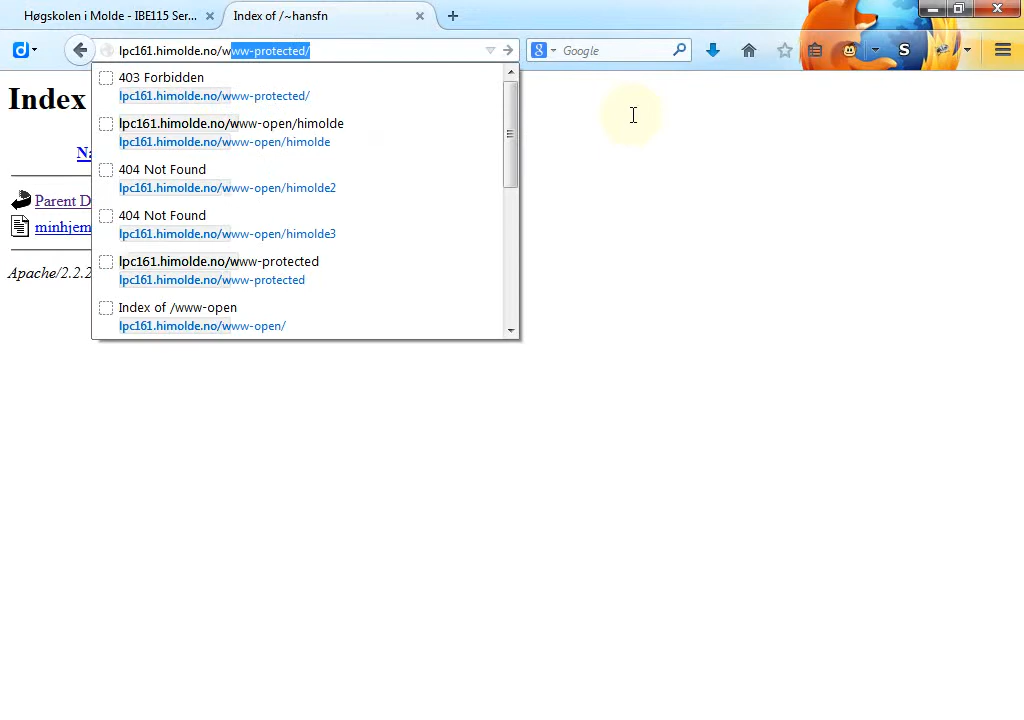 Høgskolen i Molde - IBE115 Ser...
Index of /~hansfn
lpc161.himolde.no/www-protected/
Google
403 Forbidden
lpc161.himolde.no/www-protected/
lpc161.himolde.no/www-open/himolde
lpc161.himolde.no/www-open/himolde
404 Not Found
lpc161.himolde.no/www-open/himolde2
404 Not Found
lpc161.himolde.no/www-open/himolde3
lpc161.himolde.no/www-protected
lpc161.himolde.no/www-protected
Index of /www-open
lpc161.himolde.no/www-open/
Index
Na
Parent D
minhjem
Apache/2.2.2